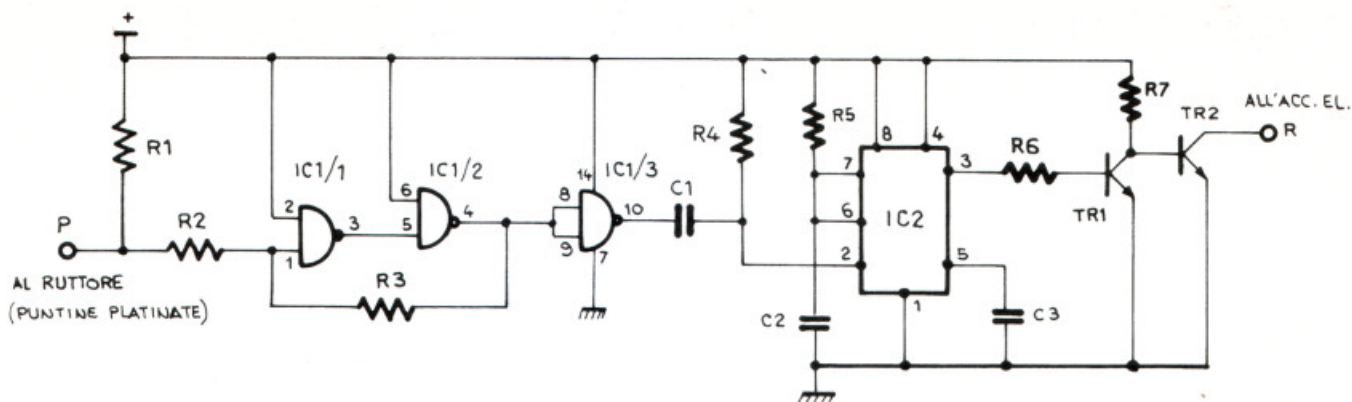 +
R1
P
R2
AL RUTTORE
(PUNTINE PLATINATE)
IC1/1
2
1
3
R3
IC1/2
6
5
4
IC1/3
14
8
9
10
7
C1
R4
R5
C2
7
6
2
8
4
IC2
3
5
1
C3
R6
R7
TR1
TR2
ALL'ACC. EL.
R